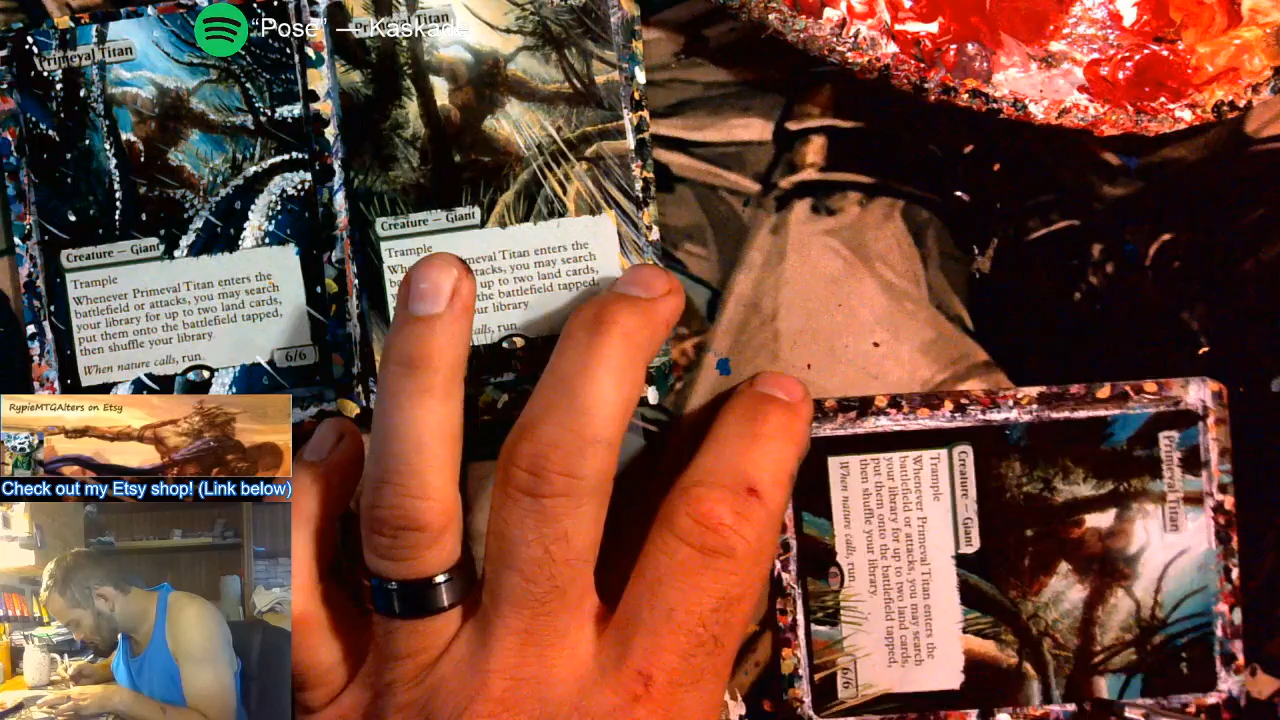 “Pose” — Kaskade
Primeval Titan
Creature — Giant
Trample
Whenever Primeval Titan enters the
battlefield or attacks, you may search
your library for up to two land cards,
put them onto the battlefield tapped,
then shuffle your library.
When nature calls, run.
6/6
Titan
Creature — Giant
Trample
Titan enters the
attacks, you may search
up to two land cards,
the battlefield tapped,
library
calls, run.
RypieMTGAlters on Etsy
Check out my Etsy shop! (Link below)
Primeval Titan
Creature — Giant
Trample
Whenever Primeval Titan enters the
battlefield or attacks, you may search
your library for up to two land cards,
put them onto the battlefield tapped,
then shuffle your library.
When nature calls, run.
6/6